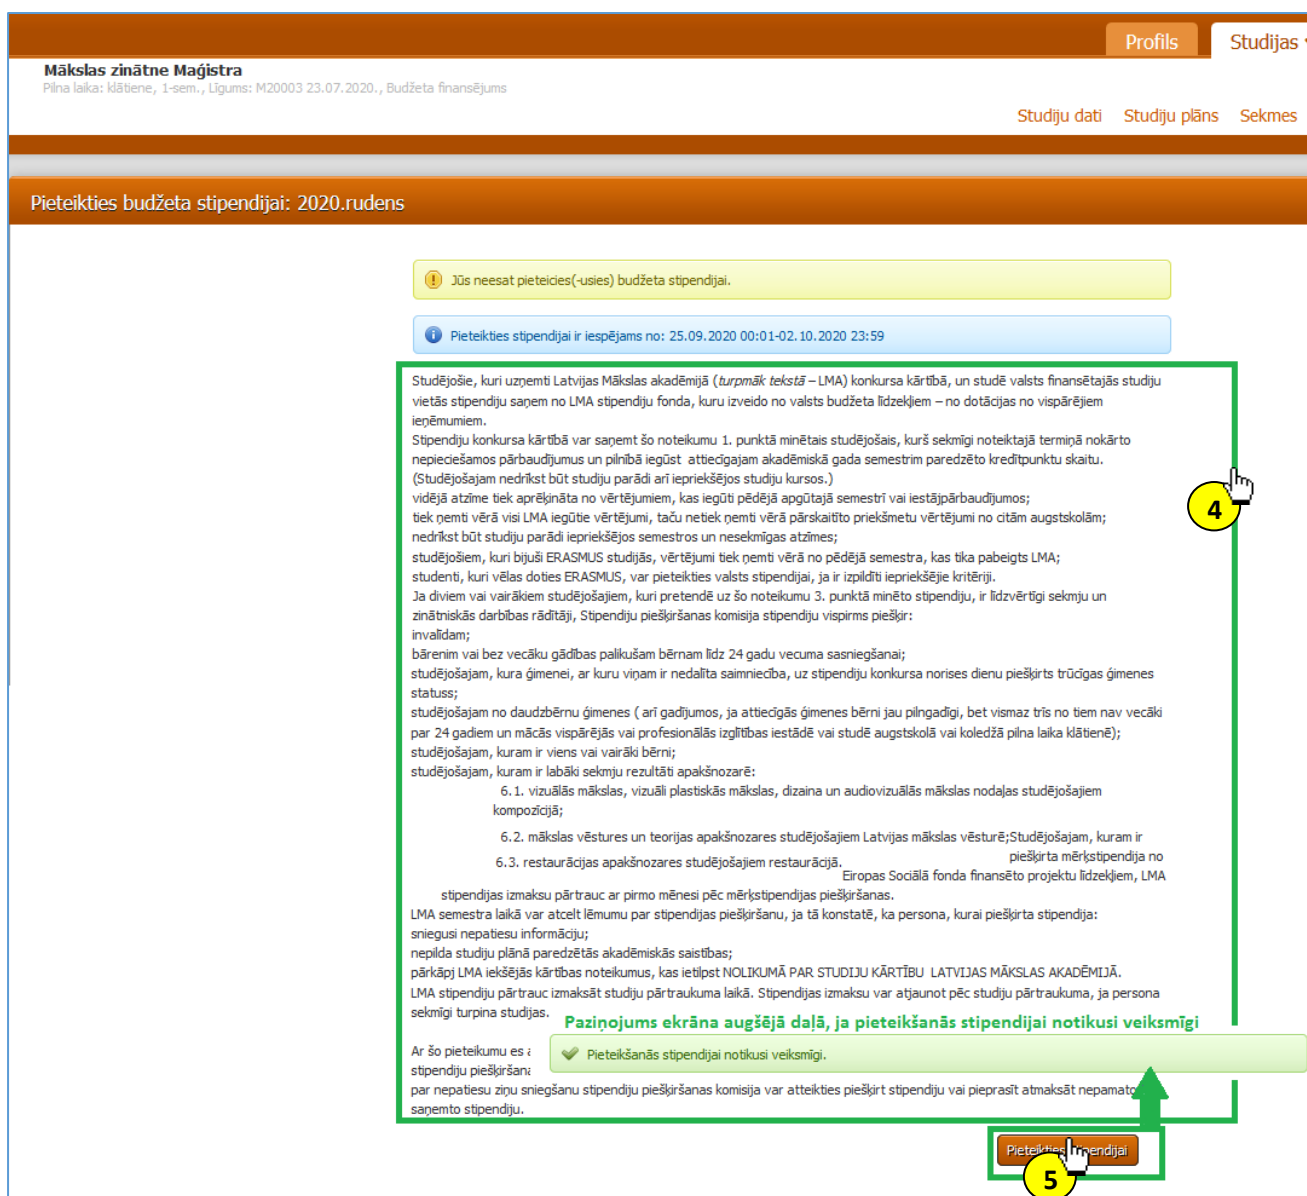 Profils
Studijas
Mākslas zinātne Maģistra
Pilna laika: klātiene, 1-sem., Līgums: M20003 23.07.2020., Budžeta finansējums
Studiju dati Studiju plāns Sekmes
Pieteikties budžeta stipendijai: 2020.rudens
Jūs neesat pieteicies(-usies) budžeta stipendijai.
Pieteikties stipendijai ir iespējams no: 25.09.2020 00:01-02.10.2020 23:59
Studējošie, kuri uzņemti Latvijas Mākslas akadēmijā (turpmāk tekstā – LMA) konkursa kārtībā, un studē valsts finansētajās studiju
vietās stipendiju saņem no LMA stipendiju fonda, kuru izveido no valsts budžeta līdzekļiem – no dotācijas no vispārējiem
ieņēmumiem.
Stipendiju konkursa kārtībā var saņemt šo noteikumu 1. punktā minētais studējošais, kurš sekmīgi noteiktajā termiņā nokārto
nepieciešamos pārbaudījumus un pilnībā iegūst attiecīgajam akadēmiskā gada semestrim paredzēto kredītpunktu skaitu.
(Studējošajam nedrīkst būt studiju parādi arī iepriekšējos studiju kursos.)
vidējā atzīme tiek aprēķināta no vērtējumiem, kas iegūti pēdējā apgūtajā semestrī vai iestājpārbaudījumos;
tiek ņemti vērā visi LMA iegūtie vērtējumi, taču netiek ņemti vērā pārskaitīto priekšmetu vērtējumi no citām augstskolām;
4
nedrīkst būt studiju parādi iepriekšējos semestros un nesekmīgas atzīmes;
studējošiem, kuri bijuši ERASMUS studijās, vērtējumi tiek ņemti vērā no pēdējā semestra, kas tika pabeigts LMA;
studenti, kuri vēlas doties ERASMUS, var pieteikties valsts stipendijai, ja ir izpildīti iepriekšējie kritēriji.
Ja diviem vai vairākiem studējošajiem, kuri pretendē uz šo noteikumu 3. punktā minēto stipendiju, ir līdzvērtīgi sekmju un
zinātniskās darbības rādītāji, Stipendiju piešķiršanas komisija stipendiju vispirms piešķir:
invalīdam;
bārenim vai bez vecāku gādības palikušam bērnam līdz 24 gadu vecuma sasniegšanai;
studējošajam, kura ģimenei, ar kuru viņam ir nedalīta saimniecība, uz stipendiju konkursa norises dienu piešķirts trūcīgas ģimenes
statuss;
studējošajam no daudzbērnu ģimenes ( arī gadījumos, ja attiecīgās ģimenes bērni jau pilngadīgi, bet vismaz trīs no tiem nav vecāki
par 24 gadiem un mācās vispārējās vai profesionālās izglītības iestādē vai studē augstskolā vai koledžā pilna laika klātienē);
studējošajam, kuram ir viens vai vairāki bērni;
studējošajam, kuram ir labāki sekmju rezultāti apakšnozarē:
6.1. vizuālās mākslas, vizuāli plastiskās mākslas, dizaina un audiovizuālās mākslas nodaļas studējošajiem
kompozīcijā;
6.2. mākslas vēstures un teorijas apakšnozares studējošajiem Latvijas mākslas vēsturē;Studējošajam, kuram ir
piešķirta mērķstipendija no
6.3. restaurācijas apakšnozares studējošajiem restaurācijā.
Eiropas Sociālā fonda finansēto projektu līdzekļiem, LMA
stipendijas izmaksu pārtrauc ar pirmo mēnesi pēc mērķstipendijas piešķiršanas.
LMA semestra laikā var atcelt lēmumu par stipendijas piešķiršanu, ja tā konstatē, ka persona, kurai piešķirta stipendija:
sniegusi nepatiesu informāciju;
nepilda studiju plānā paredzētās akadēmiskās saistības;
pārkāpj LMA iekšējās kārtības noteikumus, kas ietilpst NOLIKUMĀ PAR STUDIJU KĀRTĪBU LATVIJAS MĀKSLAS AKADĒMIJĀ.
LMA stipendiju pārtrauc izmaksāt studiju pārtraukuma laikā. Stipendijas izmaksu var atjaunot pēc studiju pārtraukuma, ja persona
sekmīgi turpina studijas.
Paziņojums ekrāna augšējā daļā, ja pieteikšanās stipendijai notikusi veiksmīgi
Ar šo pieteikumu es
Pieteikšanās stipendijai notikusi veiksmīgi.
stipendiju piešķiršan
par nepatiesu ziņu sniegšanu stipendiju piešķiršanas komisija var atteikties piešķirt stipendiju vai pieprasīt atmaksāt nepamato
saņemto stipendiju.
Pieteikties stipendijai
5